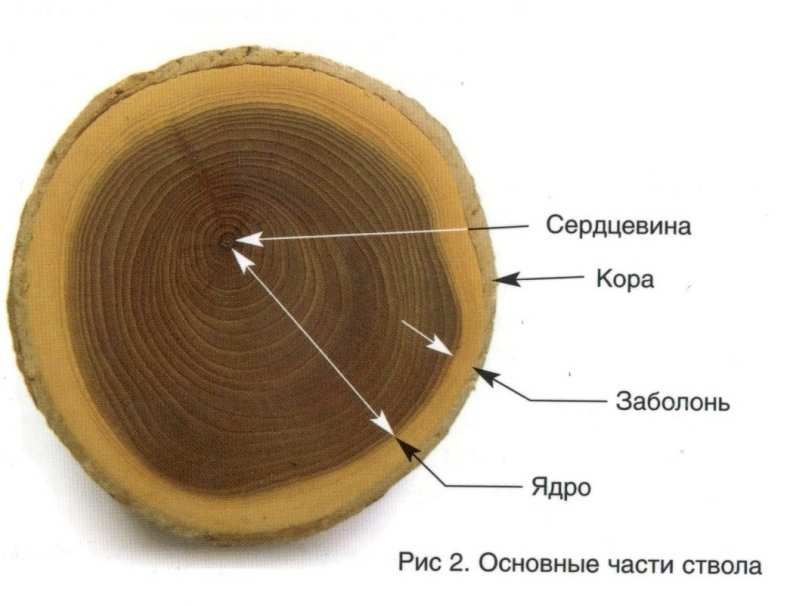 Сердцевина
Кора
Заболонь
Ядро
Рис 2. Основные части ствола